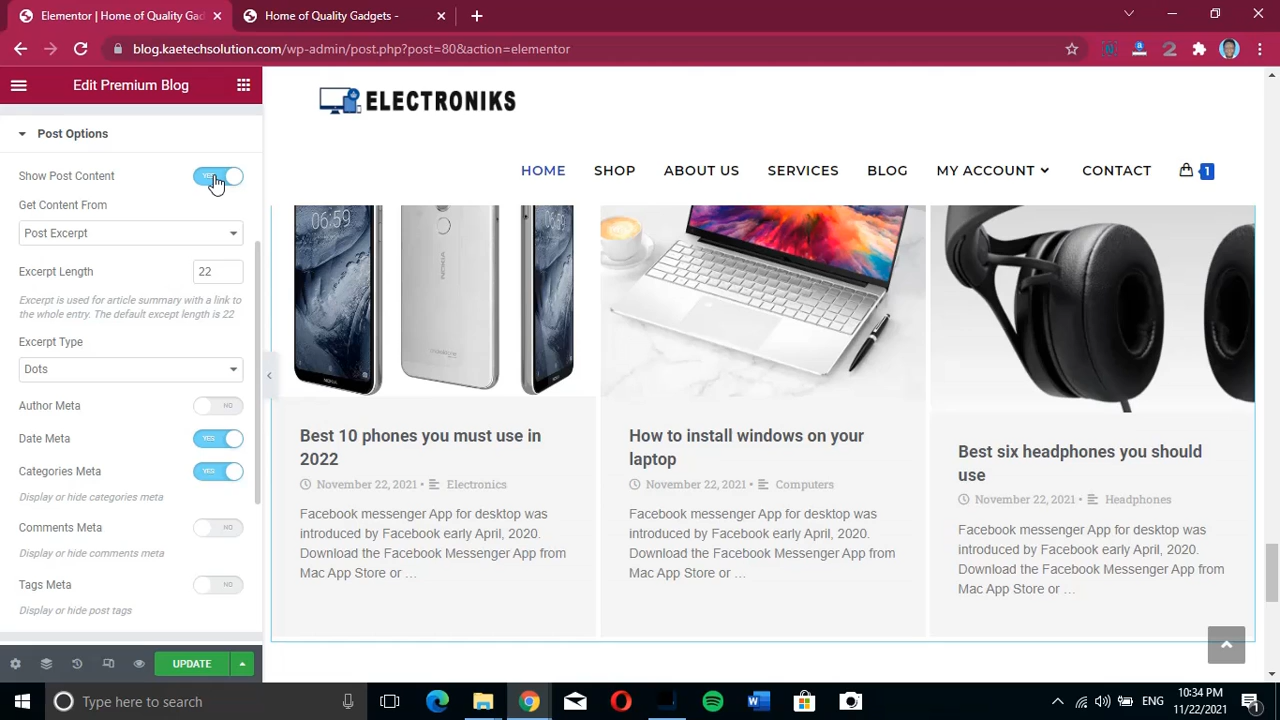 Elementor | Home of Quality Gad
Home of Quality Gadgets -
blog.kaetechsolution.com/wp-admin/post.php?post=80&action=elementor
Edit Premium Blog
Post Options
Show Post Content
YES
Get Content From
Post Excerpt
Excerpt Length
22
Excerpt is used for article summary with a link to
the whole entry. The default except length is 22
Excerpt Type
Dots
Author Meta
NO
Date Meta
YES
Categories Meta
YES
Display or hide categories meta
Comments Meta
NO
Display or hide comments meta
Tags Meta
NO
Display or hide post tags
UPDATE
ELECTRONIKS
HOME
SHOP
ABOUT US
SERVICES
BLOG
MY ACCOUNT
CONTACT
1
06:59
06:59
NOKIA
NOKIA
Best 10 phones you must use in
2022
November 22, 2021 •
Electronics
Facebook messenger App for desktop was
introduced by Facebook early April, 2020.
Download the Facebook Messenger App from
Mac App Store or …
How to install windows on your
laptop
November 22, 2021 •
Computers
Facebook messenger App for desktop was
introduced by Facebook early April, 2020.
Download the Facebook Messenger App from
Mac App Store or …
Best six headphones you should
use
November 22, 2021 •
Headphones
Facebook messenger App for desktop was
introduced by Facebook early April, 2020.
Download the Facebook Messenger App from
Mac App Store or …
Type here to search
ENG
10:34 PM
11/22/2021